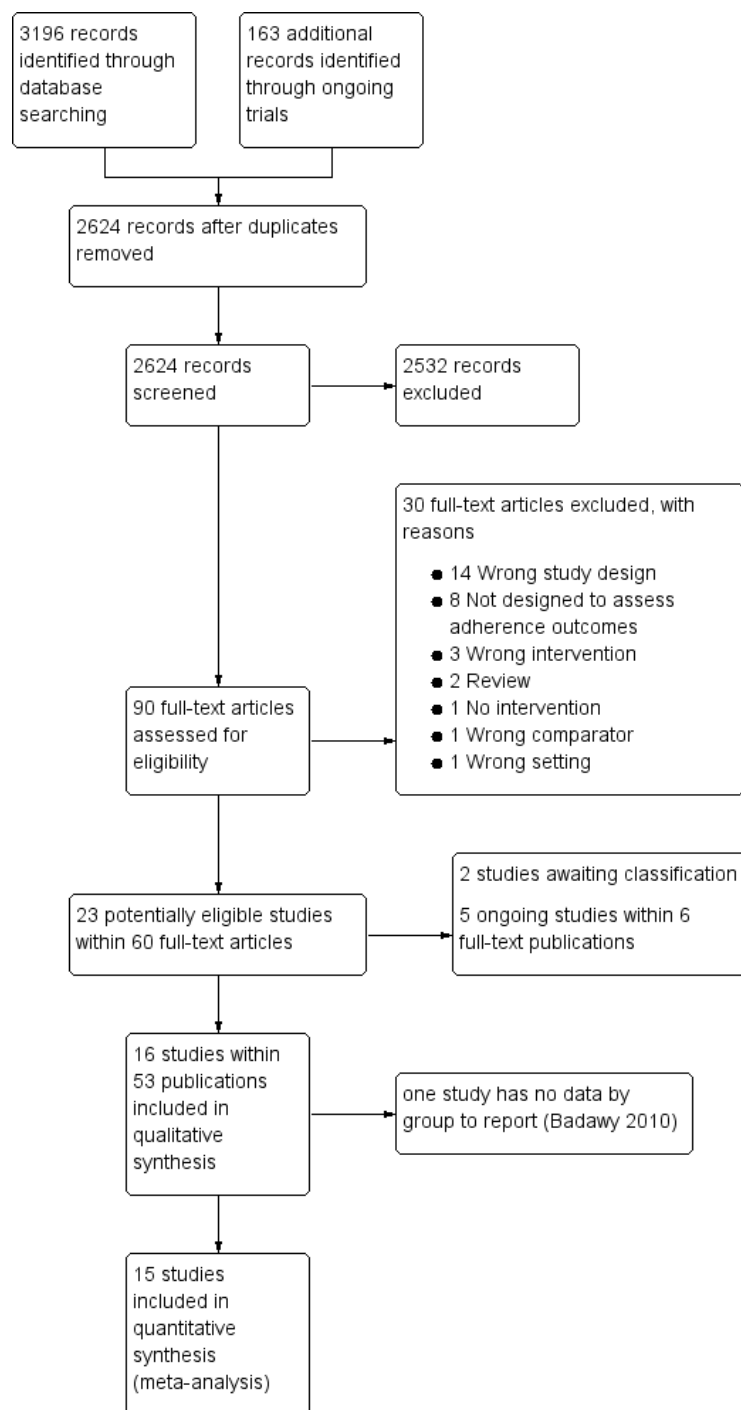 3196 records
identified through
database
searching
163 additional
records identified
through ongoing
trials
2624 records after duplicates
removed
2624 records
screened
2532 records
excluded
30 full-text articles excluded, with
reasons
● 14 Wrong study design
● 8 Not designed to assess
adherence outcomes
● 3 Wrong intervention
● 2 Review
● 1 No intervention
● 1 Wrong comparator
● 1 Wrong setting
90 full-text articles
assessed for
eligibility
2 studies awaiting classification
5 ongoing studies within 6
full-text publications
23 potentially eligible studies
within 60 full-text articles
16 studies within
53 publications
included in
qualitative
synthesis
one study has no data by
group to report (Badawy 2010)
15 studies
included in
quantitative
synthesis
(meta-analysis)